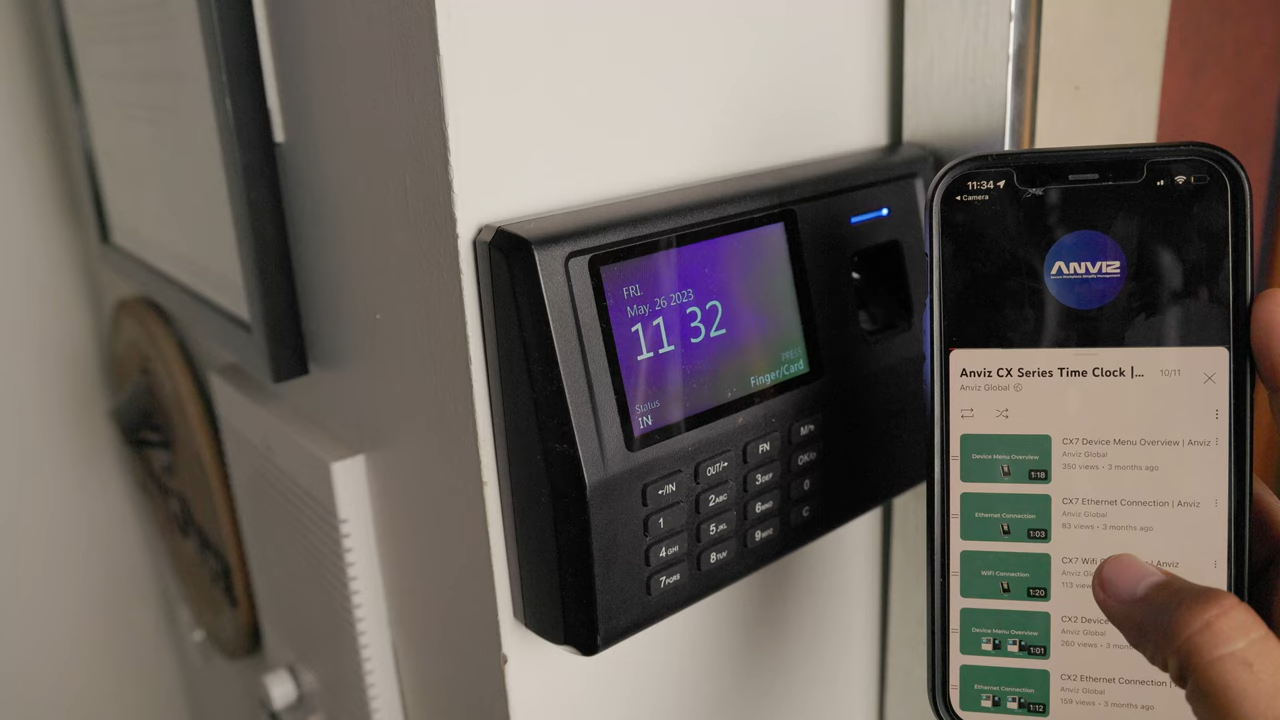 FRI.
May. 26 2023
11 32
PRESS
Finger/Card
Status
IN
←/IN
OUT/→
FN
M/
1
2ABC
3DEF
OK/
4GHI
5JKL
6MNO
0
7PQRS
8TUV
9WXYZ
C
11:34
◂ Camera
ANVIZ
Anviz CX Series Time Clock |...
10/11
Anviz Global
Device Menu Overview
1:18
CX7 Device Menu Overview | Anviz
Anviz Global
350 views • 3 months ago
Ethernet Connection
1:03
CX7 Ethernet Connection | Anviz
Anviz Global
83 views • 3 months ago
WiFi Connection
1:20
CX7 Wifi
Anviz
113
Device Menu Overview
1:01
CX2 Device
Anviz Global
260 views • 3 months ago
Ethernet Connection
1:12
CX2 Ethernet Connection |
Anviz Global
159 views • 3 months ago